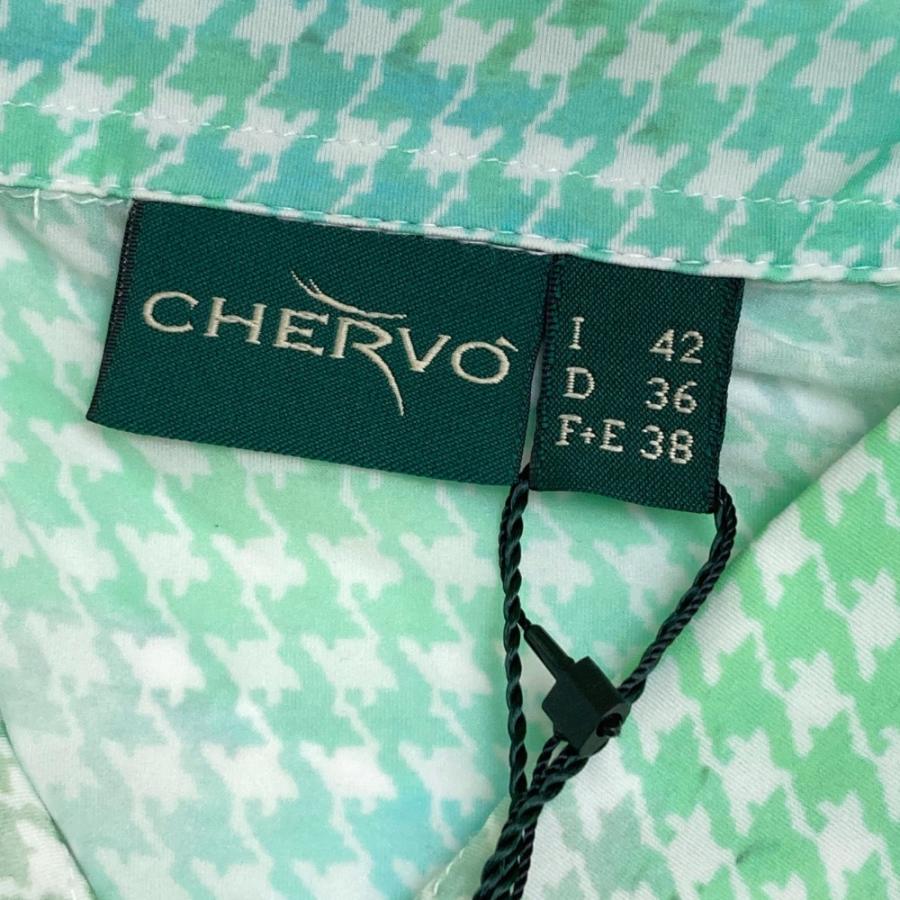 CHERVÒ
I 42
D 36
F+E 38